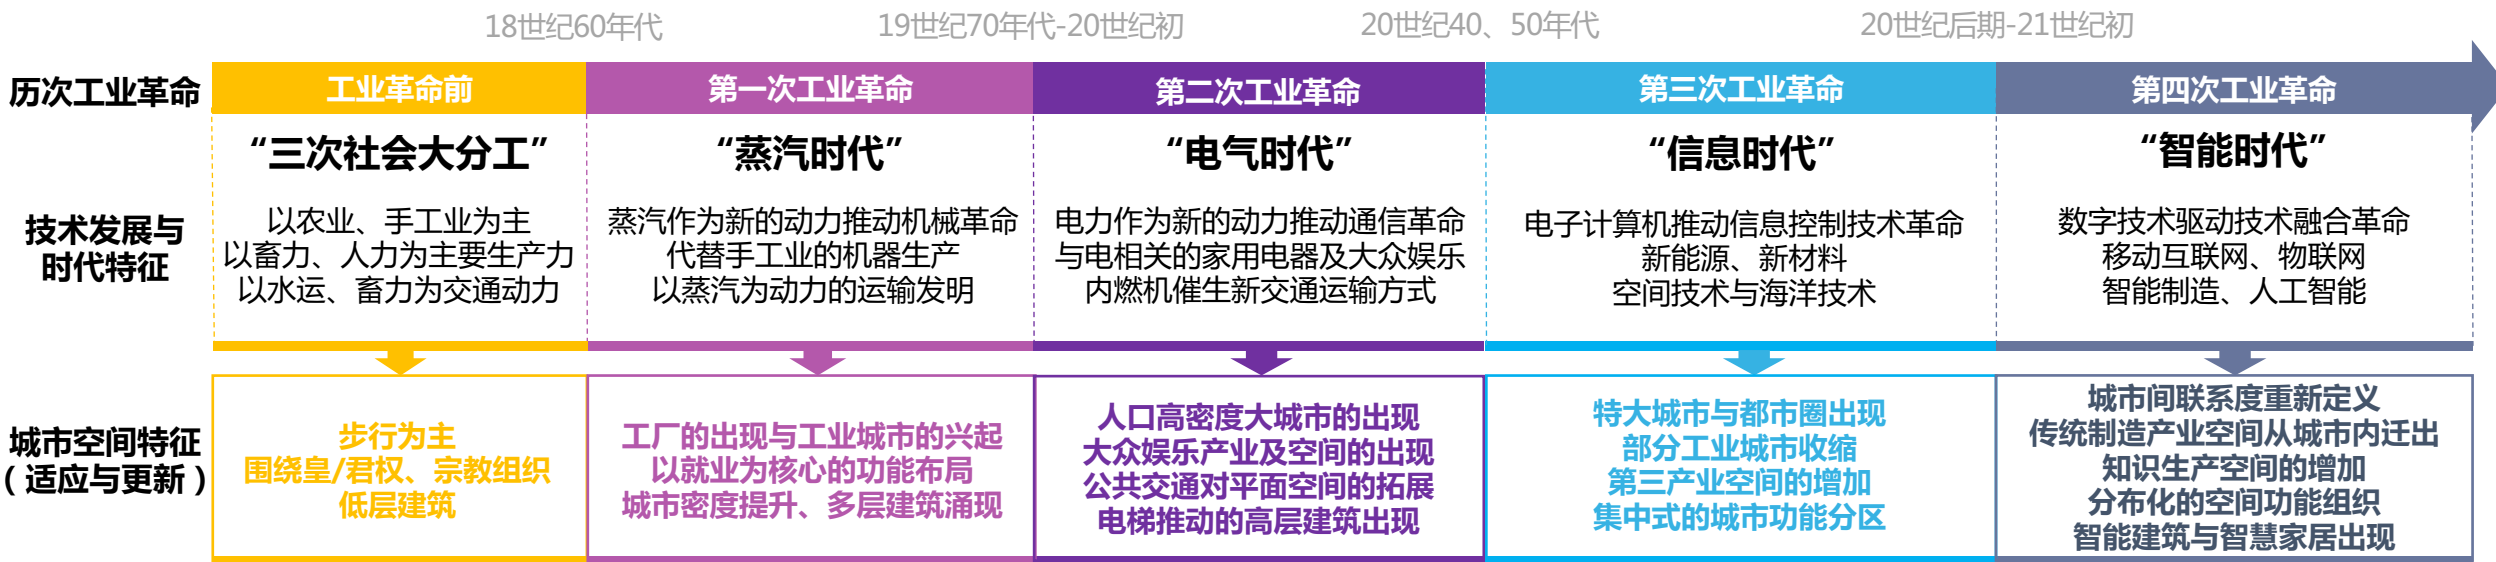 18世纪60年代
19世纪70年代-20世纪初
20世纪40、50年代
20世纪后期-21世纪初
历次工业革命
工业革命前
第一次工业革命
第二次工业革命
第三次工业革命
第四次工业革命
技术发展与
时代特征
“三次社会大分工”
以农业、手工业为主
以畜力、人力为主要生产力
以水运、畜力为交通动力
“蒸汽时代”
蒸汽作为新的动力推动机械革命
代替手工业的机器生产
以蒸汽为动力的运输发明
“电气时代”
电力作为新的动力推动通信革命
与电相关的家用电器及大众娱乐
内燃机催生新交通运输方式
“信息时代”
电子计算机推动信息控制技术革命
新能源、新材料
空间技术与海洋技术
“智能时代”
数字技术驱动技术融合革命
移动互联网、物联网
智能制造、人工智能
城市空间特征
（适应与更新）
步行为主
围绕皇/君权、宗教组织
低层建筑
工厂的出现与工业城市的兴起
以就业为核心的功能布局
城市密度提升、多层建筑涌现
人口高密度大城市的出现
大众娱乐产业及空间的出现
公共交通对平面空间的拓展
电梯推动的高层建筑出现
特大城市与都市圈出现
部分工业城市收缩
第三产业空间的增加
集中式的城市功能分区
城市间联系度重新定义
传统制造产业空间从城市内迁出
知识生产空间的增加
分布化的空间功能组织
智能建筑与智慧家居出现